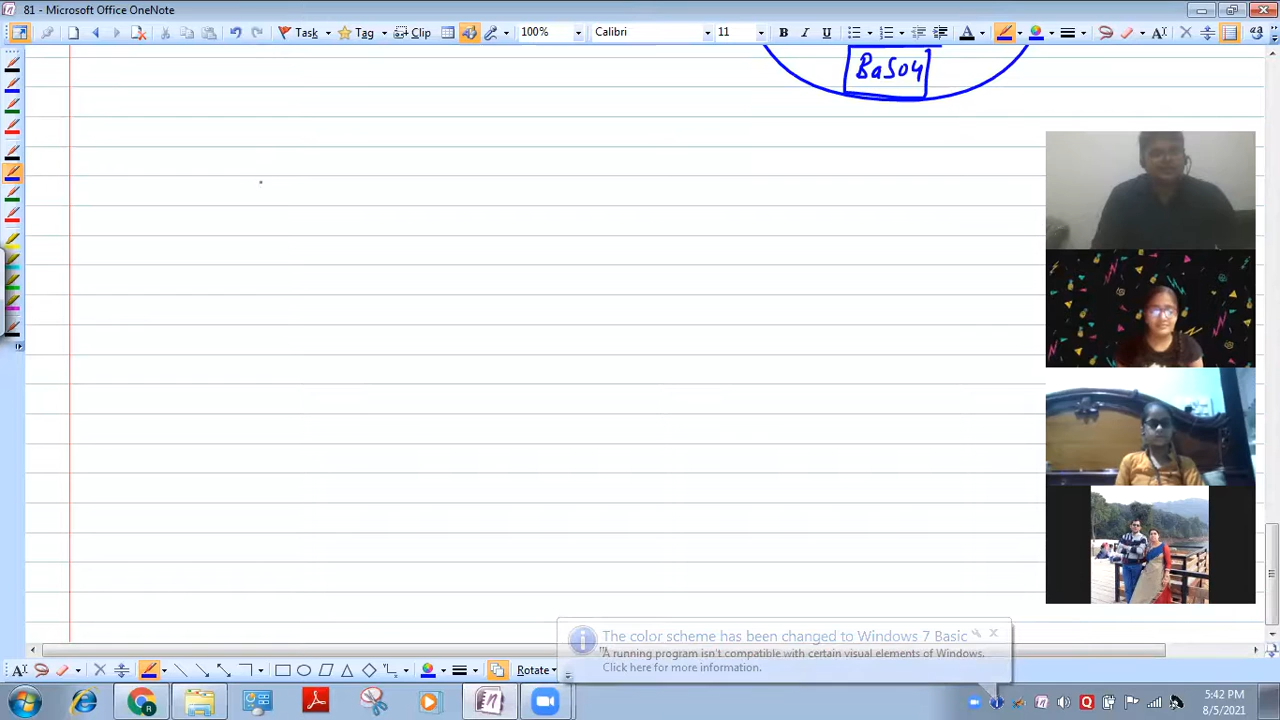 81 - Microsoft Office OneNote
Task Tag Clip 100% Calibri 11 B I U A
BaSO4
The color scheme has been changed to Windows 7 Basic
A running program isn't compatible with certain visual elements of Windows.
Click here for more information.
Rotate
5:42 PM
8/5/2021